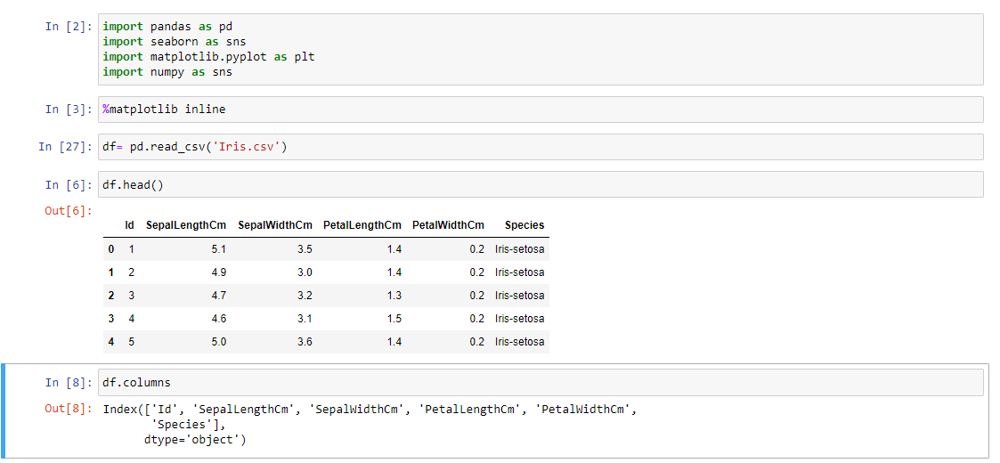 In [2]: import pandas as pd
import seaborn as sns
import matplotlib.pyplot as plt
import numpy as sns
In [3]: %matplotlib inline
In [27]: df= pd.read_csv('Iris.csv')
In [6]: df.head()
Out[6]:
Id SepalLengthCm SepalWidthCm PetalLengthCm PetalWidthCm Species
0 1 5.1 3.5 1.4 0.2 Iris-setosa
1 2 4.9 3.0 1.4 0.2 Iris-setosa
2 3 4.7 3.2 1.3 0.2 Iris-setosa
3 4 4.6 3.1 1.5 0.2 Iris-setosa
4 5 5.0 3.6 1.4 0.2 Iris-setosa
In [8]: df.columns
Out[8]: Index(['Id', 'SepalLengthCm', 'SepalWidthCm', 'PetalLengthCm', 'PetalWidthCm',
'Species'],
dtype='object')